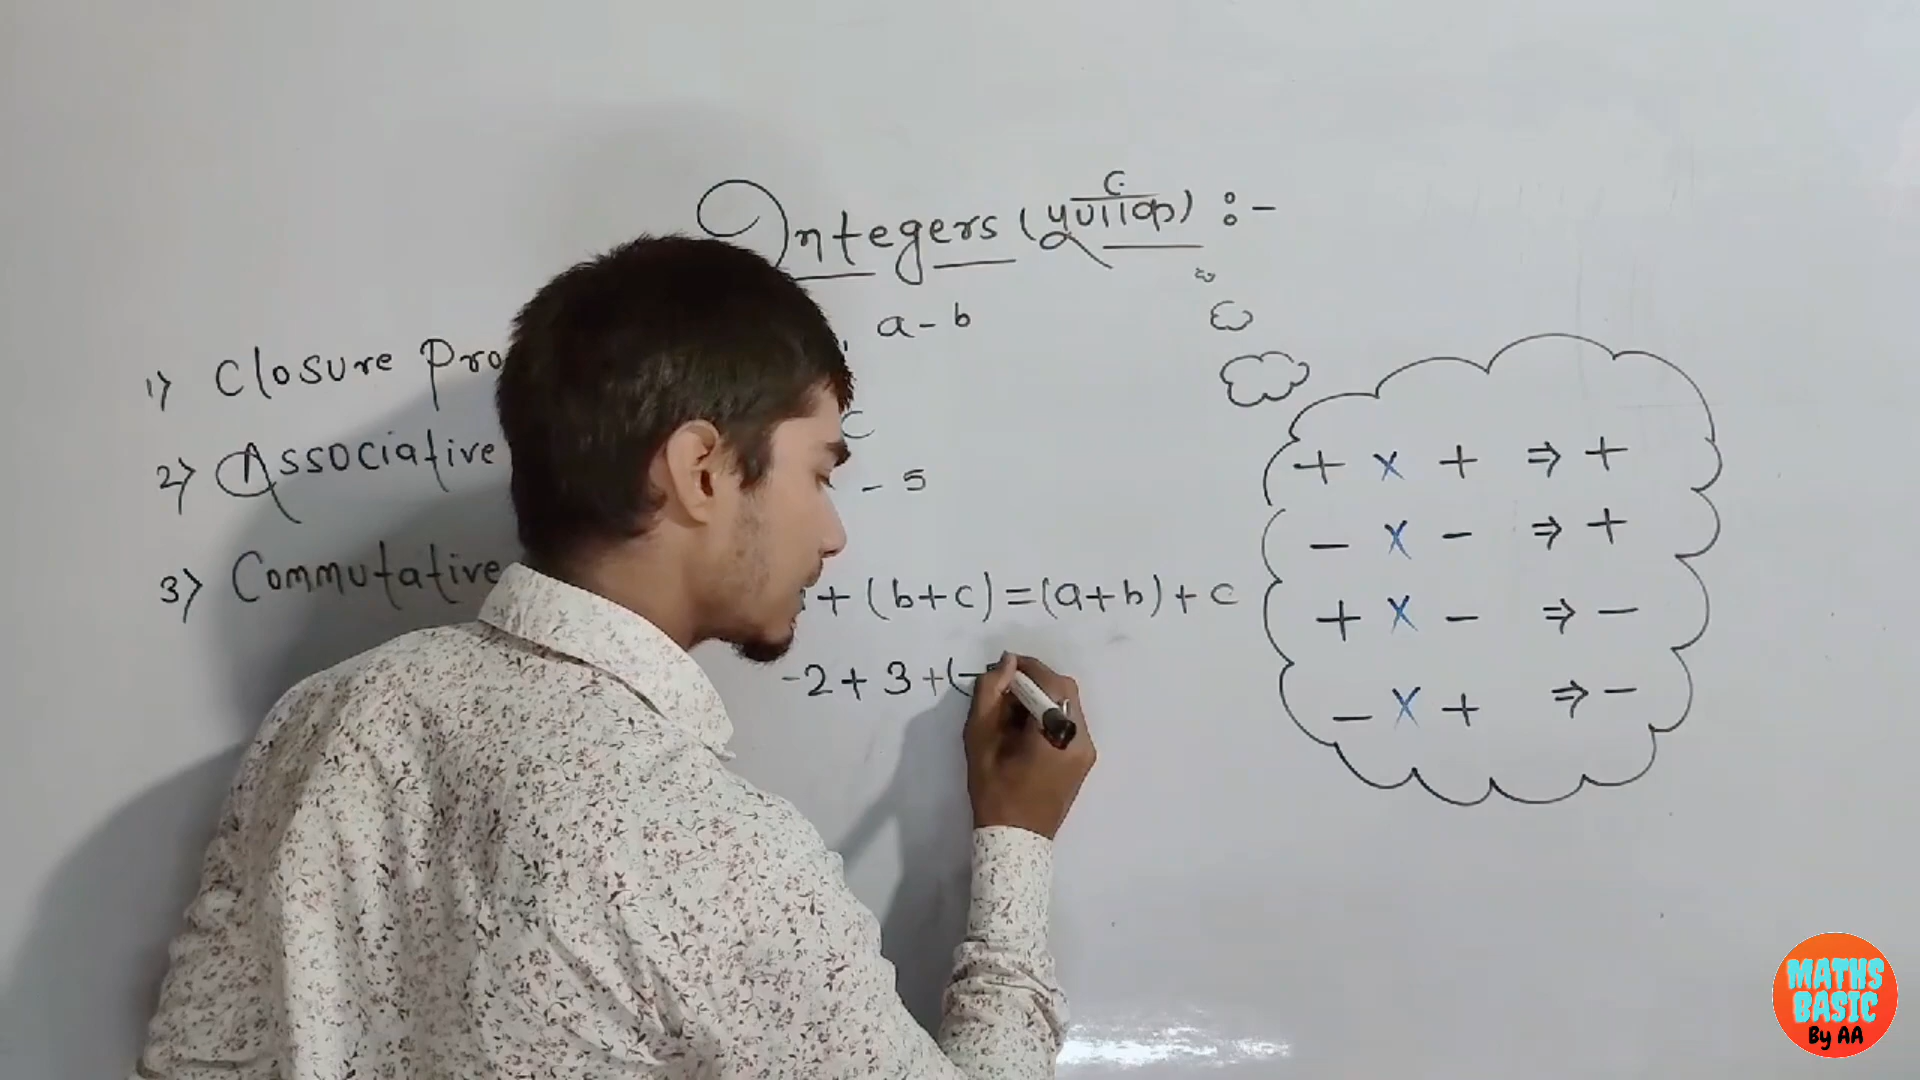 Integers (पूर्णांक) :-
a - b
1) Closure Pro
C
2) Associative
- 5
3) Commutative
+ (b+c) = (a+b) + c
-2 + 3 + (-
+ x + ⇒ +
- x - ⇒ +
+ x - ⇒ -
- x + ⇒ -
MATHS
BASIC
By AA